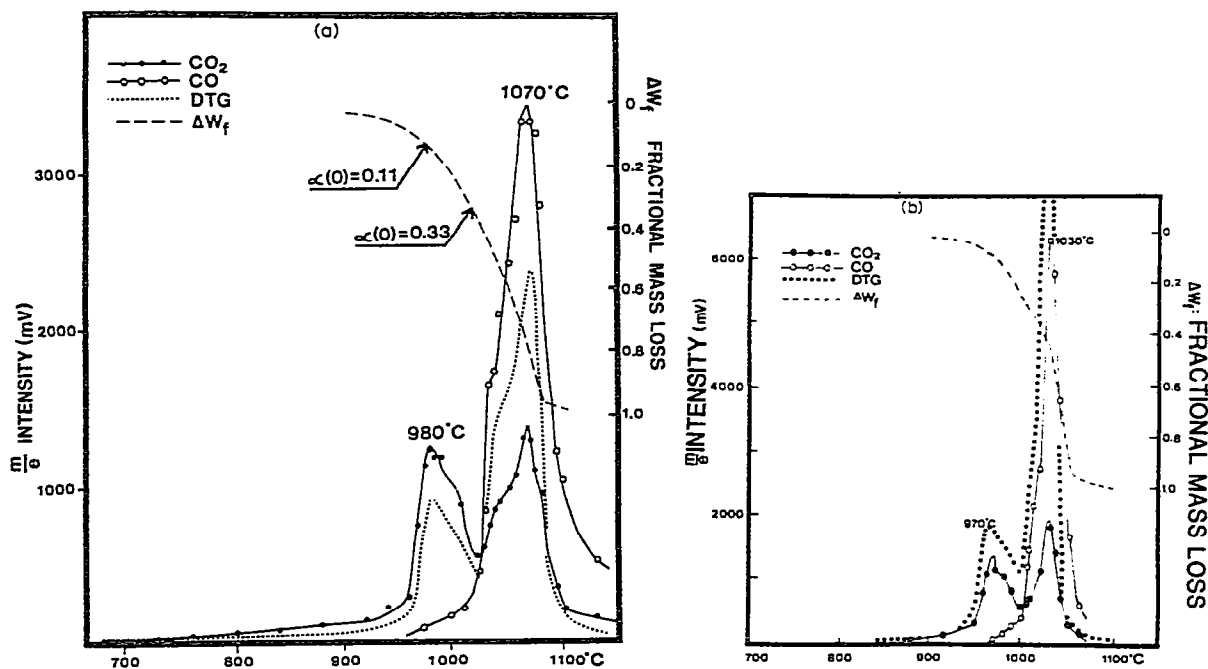 (a)
CO₂
CO
DTG
ΔW_f
1070°C
980°C
∝(0)=0.11
∝(0)=0.33
3000
2000
1000
m/e INTENSITY (mV)
0
0.2
0.4
0.6
0.8
1.0
ΔW_f FRACTIONAL MASS LOSS
700
800
900
1000
1100°C
(b)
CO₂
CO
DTG
ΔW_f
1030°C
970°C
6000
4000
2000
m/e INTENSITY (mV)
0
0.2
0.4
0.6
0.8
1.0
ΔW_f: FRACTIONAL MASS LOSS
700
800
900
1000
1100°C